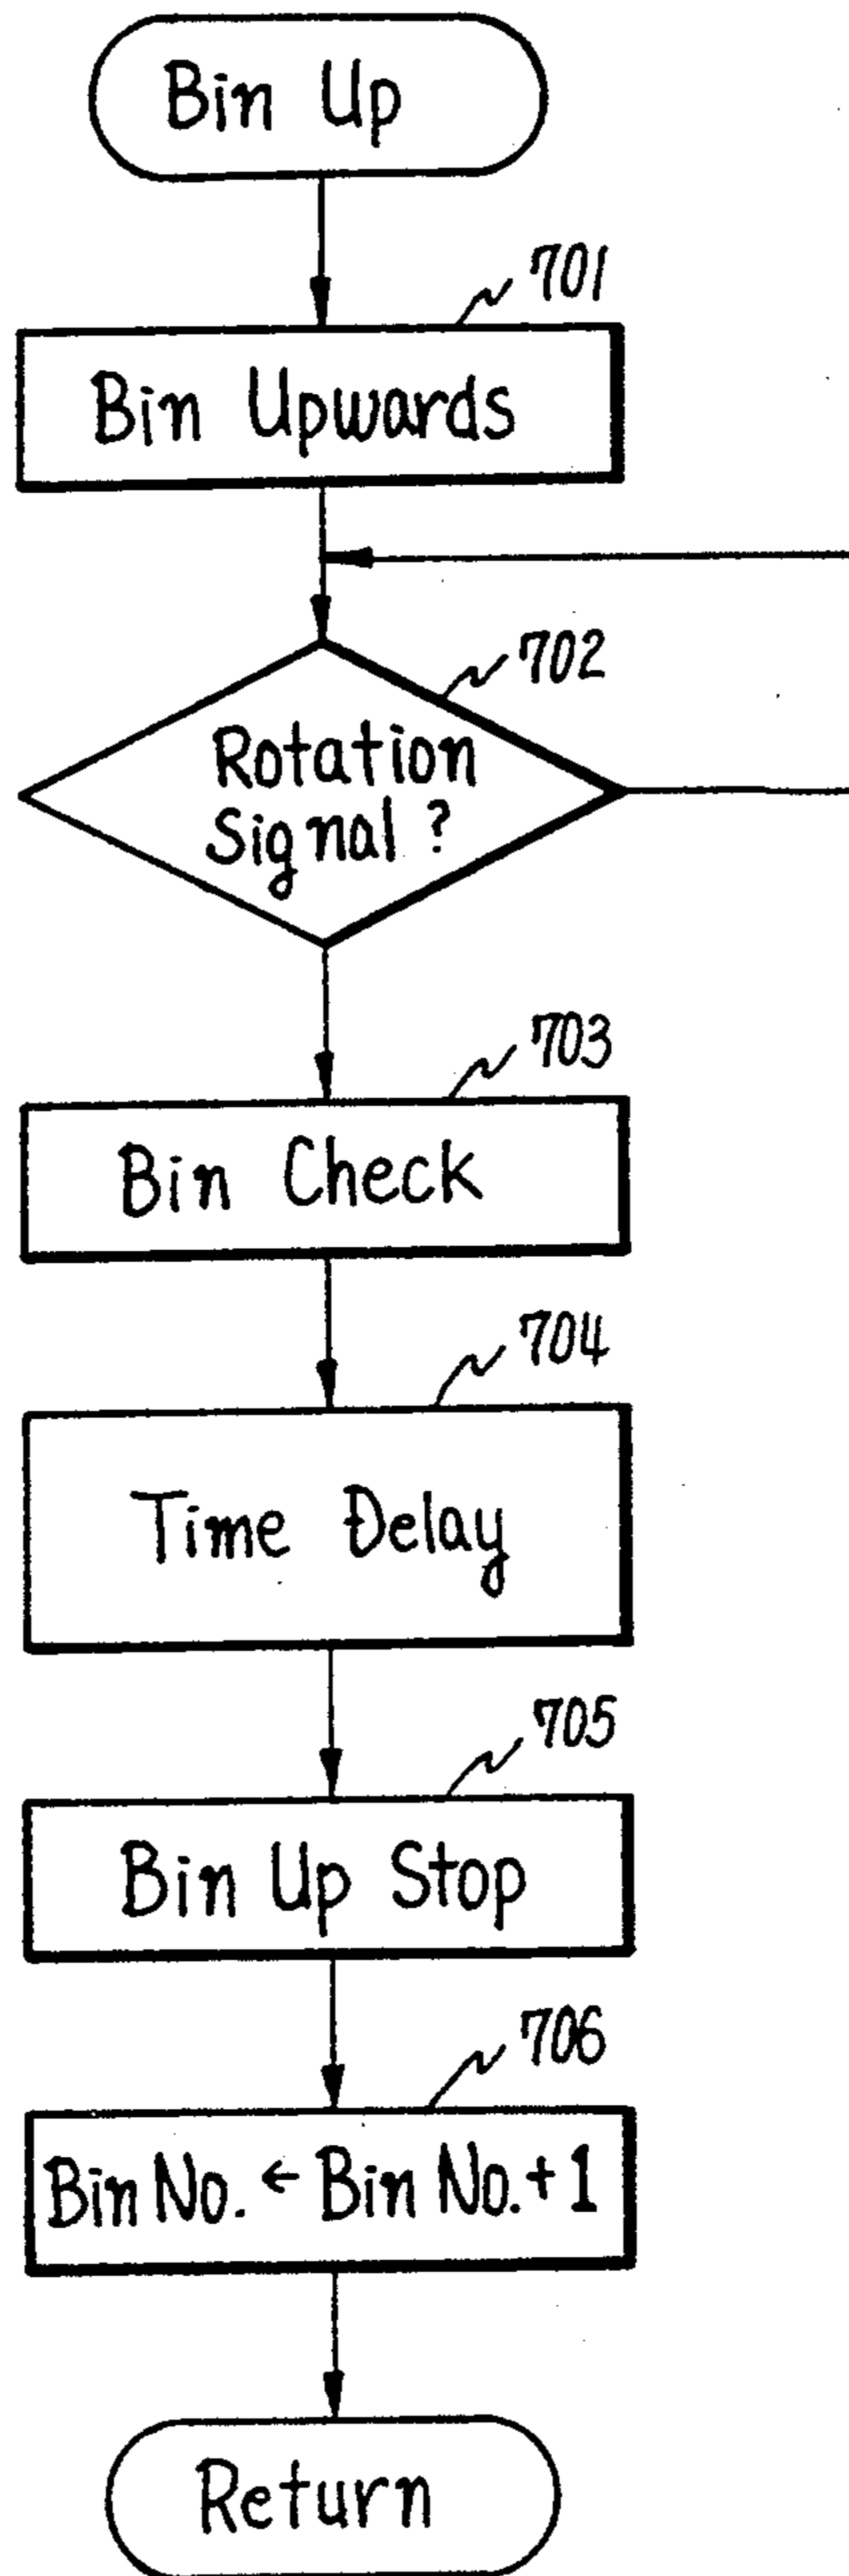 Bin Up
701
Bin Upwards
702
Rotation
Signal ?
703
Bin Check
704
Time Delay
705
Bin Up Stop
706
Bin No. ← Bin No. + 1
Return